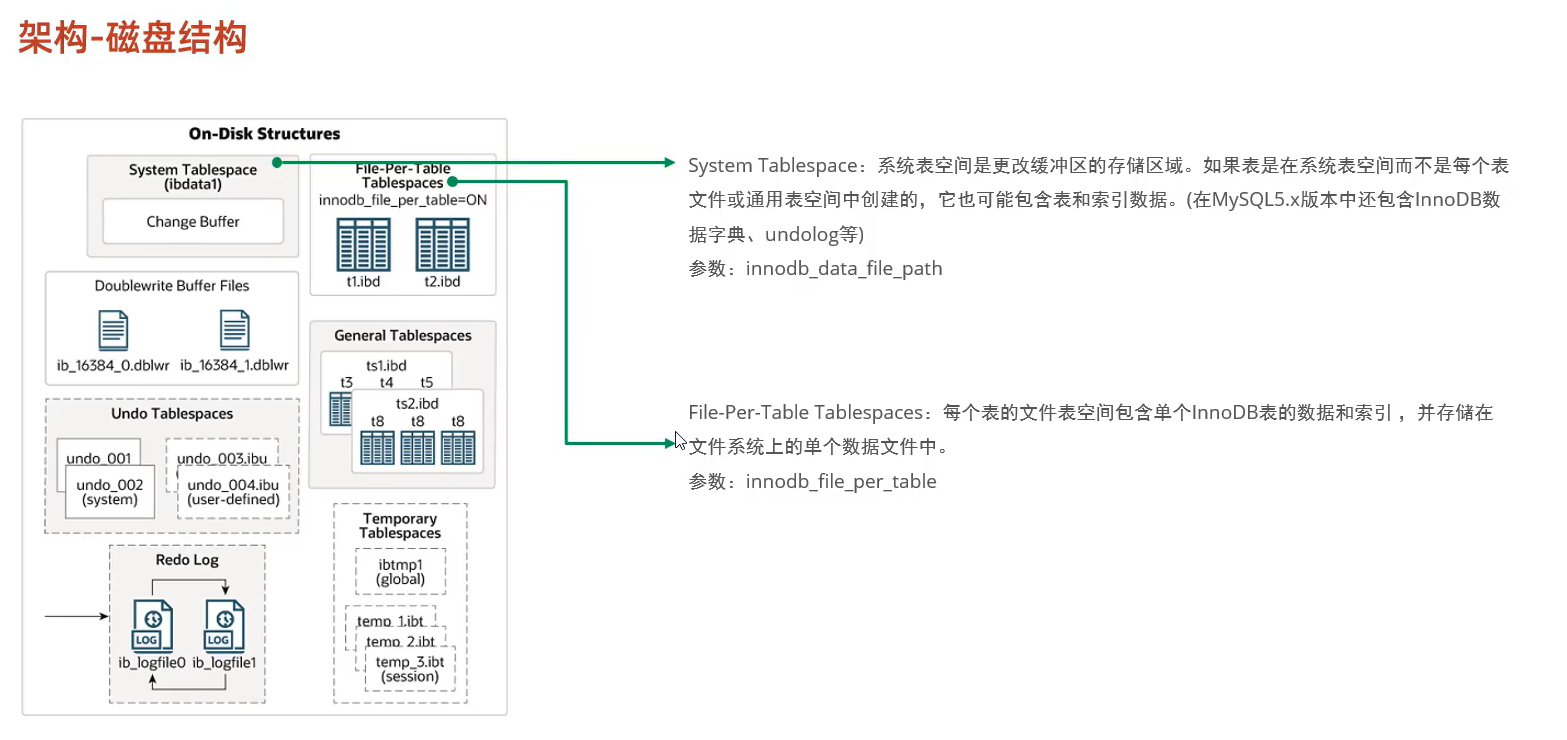 架构-磁盘结构
On-Disk Structures
System Tablespace
(ibdata1)
Change Buffer
File-Per-Table
Tablespaces
innodb_file_per_table=ON
t1.ibd
t2.ibd
Doublewrite Buffer Files
ib_16384_0.dblwr
ib_16384_1.dblwr
General Tablespaces
ts1.ibd
t3 t4 t5
ts2.ibd
t8 t8 t8
Undo Tablespaces
undo_001
undo_002
(system)
undo_003.ibu
undo_004.ibu
(user-defined)
Redo Log
LOG
LOG
ib_logfile0
ib_logfile1
Temporary
Tablespaces
ibtmp1
(global)
temp_1.ibt
temp_2.ibt
temp_3.ibt
(session)
System Tablespace：系统表空间是更改缓冲区的存储区域。如果表是在系统表空间而不是每个表
文件或通用表空间中创建的，它也可能包含表和索引数据。(在MySQL5.x版本中还包含InnoDB数
据字典、undolog等)
参数：innodb_data_file_path
File-Per-Table Tablespaces：每个表的文件表空间包含单个InnoDB表的数据和索引 ，并存储在
文件系统上的单个数据文件中。
参数：innodb_file_per_table